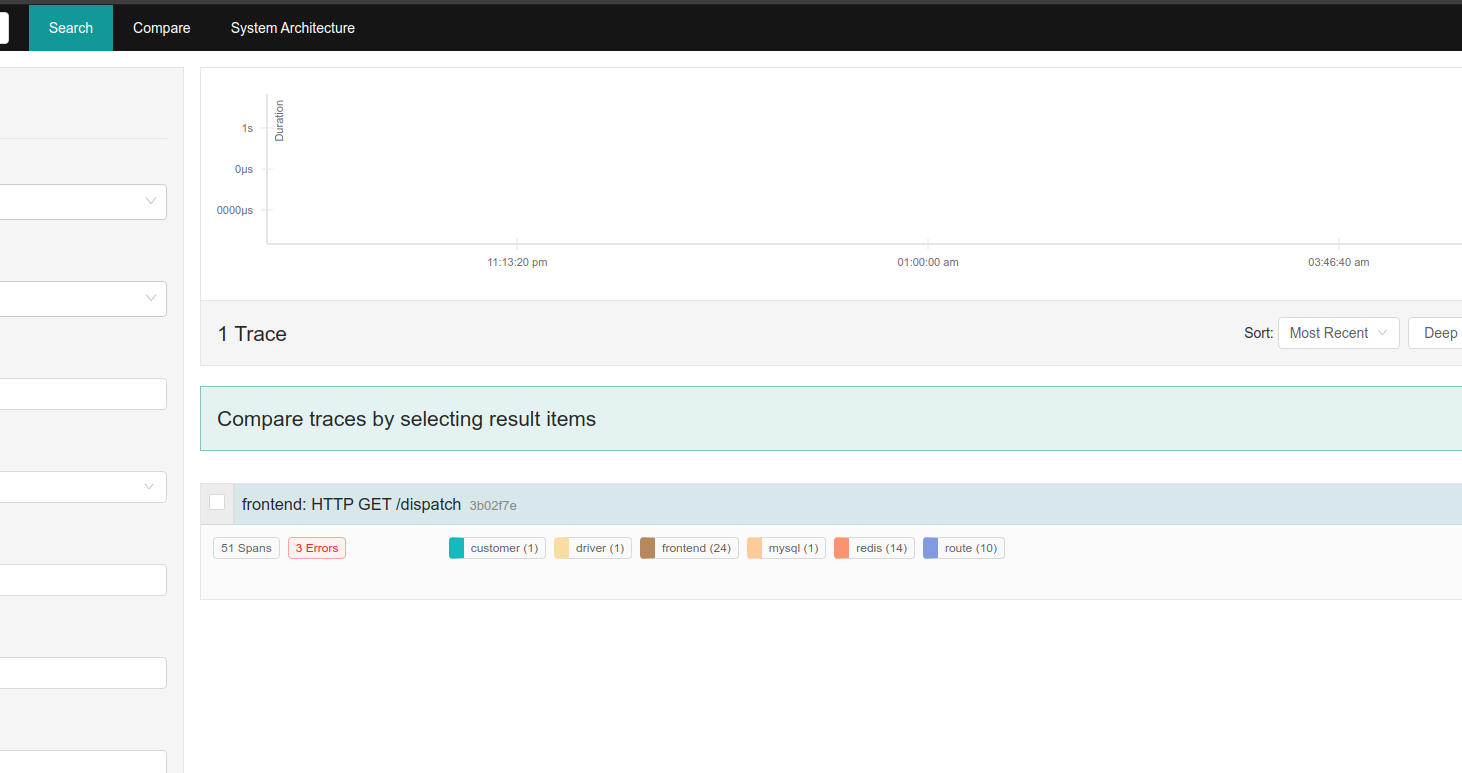 Search Compare System Architecture
Duration
1s
0μs
0000μs
11:13:20 pm 01:00:00 am 03:46:40 am
1 Trace
Sort: Most Recent Deep
Compare traces by selecting result items
frontend: HTTP GET /dispatch 3b02f7e
51 Spans 3 Errors customer (1) driver (1) frontend (24) mysql (1) redis (14) route (10)